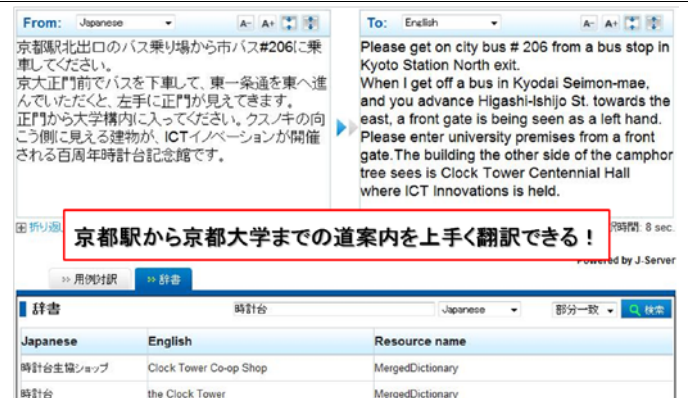 From: Japanese A- A+
京都駅北出口のバス乗り場から市バス#206に乗
車してください。
京大正門前でバスを下車して、東一条通を東へ進
んでいただくと、左手に正門が見えてきます。
正門から大学構内に入ってください。クスノキの向
こう側に見える建物が、ICTイノベーションが開催
される百周年時計台記念館です。
To: English A- A+
Please get on city bus # 206 from a bus stop in
Kyoto Station North exit.
When I get off a bus in Kyodai Seimon-mae,
and you advance Higashi-Ishijo St. towards the
east, a front gate is being seen as a left hand.
Please enter university premises from a front
gate.The building the other side of the camphor
tree sees is Clock Tower Centennial Hall
where ICT Innovations is held.
折り返
時間: 8 sec.
京都駅から京都大学までの道案内を上手く翻訳できる！
Powered by J-Server
>> 用例対訳 >> 辞書
辞書 時計台 Japanese 部分一致 検索
Japanese English Resource name
時計台生協ショップ Clock Tower Co-op Shop MergedDictionary
時計台 the Clock Tower MergedDictionary